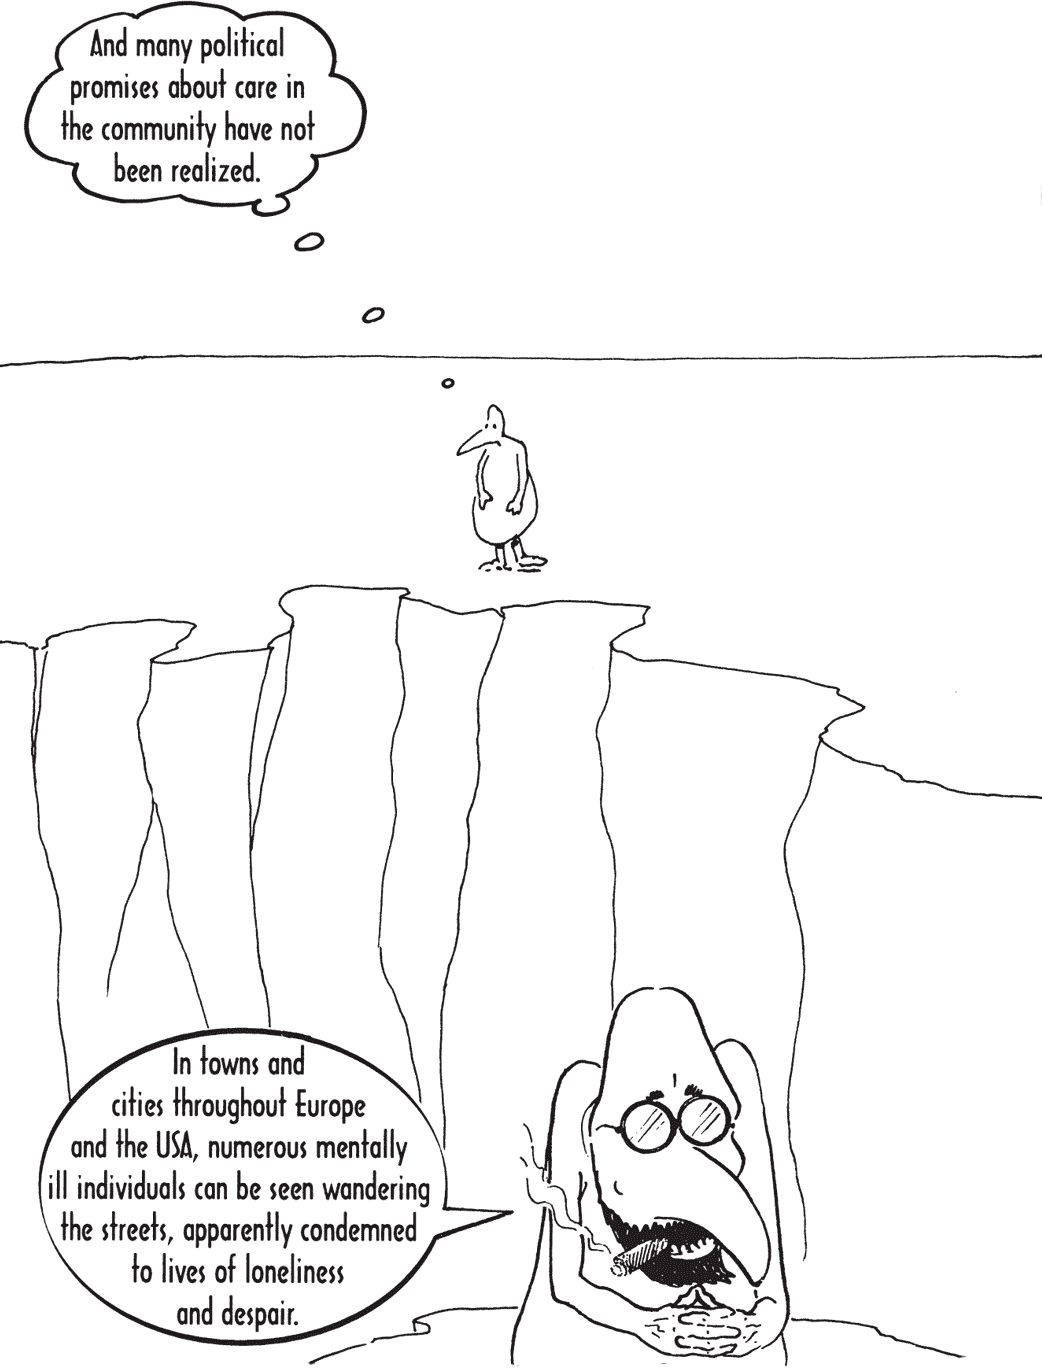 And many political
promises about care in
the community have not
been realized.
In towns and
cities throughout Europe
and the USA, numerous mentally
ill individuals can be seen wandering
the streets, apparently condemned
to lives of loneliness
and despair.